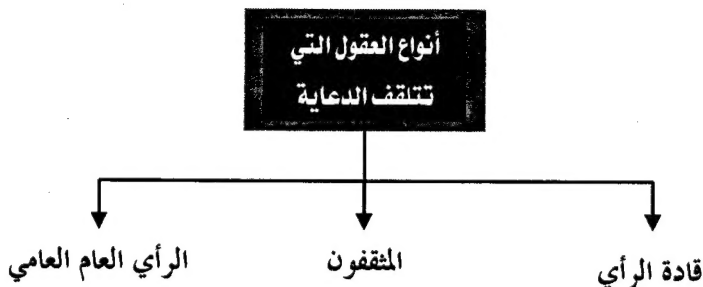 أنواع العقول التي
تتلقف الدعاية
قادة الرأي
المثقفون
الرأي العام العامي